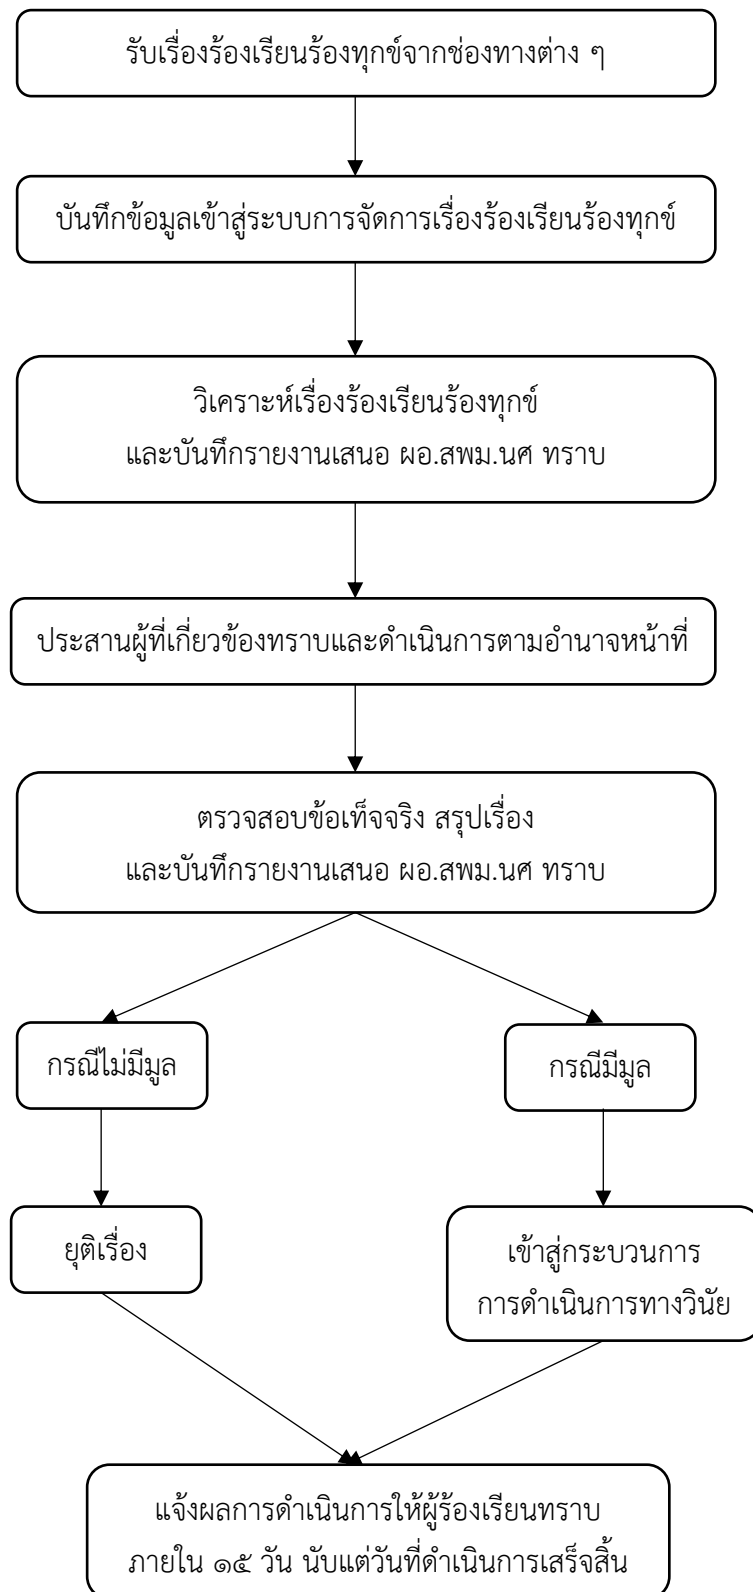 รับเรื่องร้องเรียนร้องทุกข์จากช่องทางต่าง ๆ
บันทึกข้อมูลเข้าสู่ระบบการจัดการเรื่องร้องเรียนร้องทุกข์
วิเคราะห์เรื่องร้องเรียนร้องทุกข์
และบันทึกรายงานเสนอ ผอ.สพม.นศ ทราบ
ประสานผู้ที่เกี่ยวข้องทราบและดำเนินการตามอำนาจหน้าที่
ตรวจสอบข้อเท็จจริง สรุปเรื่อง
และบันทึกรายงานเสนอ ผอ.สพม.นศ ทราบ
กรณีไม่มีมูล
กรณีมีมูล
ยุติเรื่อง
เข้าสู่กระบวนการ
การดำเนินการทางวินัย
แจ้งผลการดำเนินการให้ผู้ร้องเรียนทราบ
ภายใน ๑๕ วัน นับแต่วันที่ดำเนินการเสร็จสิ้น